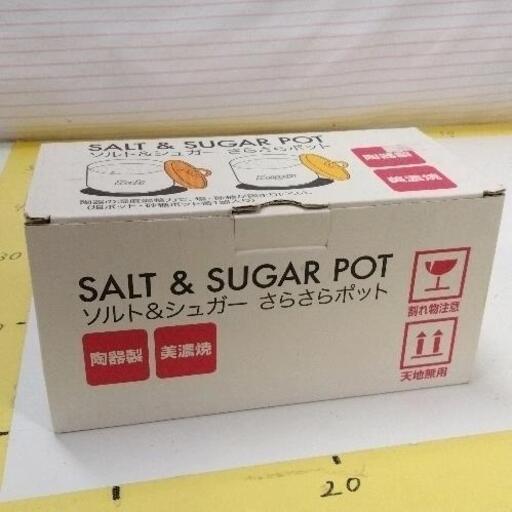 SALT & SUGAR POT
ソルト&シュガー さらさらポット
陶器製
美濃焼
SALT & SUGAR POT
ソルト&シュガー さらさらポット
陶器製
美濃焼
割れ物注意
天地無用
20